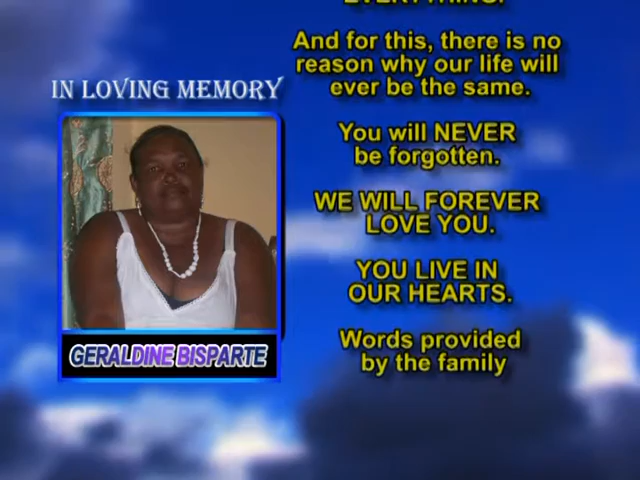 EVERYTHING.
And for this, there is no
reason why our life will
ever be the same.
You will NEVER
be forgotten.
WE WILL FOREVER
LOVE YOU.
YOU LIVE IN
OUR HEARTS.
Words provided
by the family
IN LOVING MEMORY
GERALDINE BISPARTE